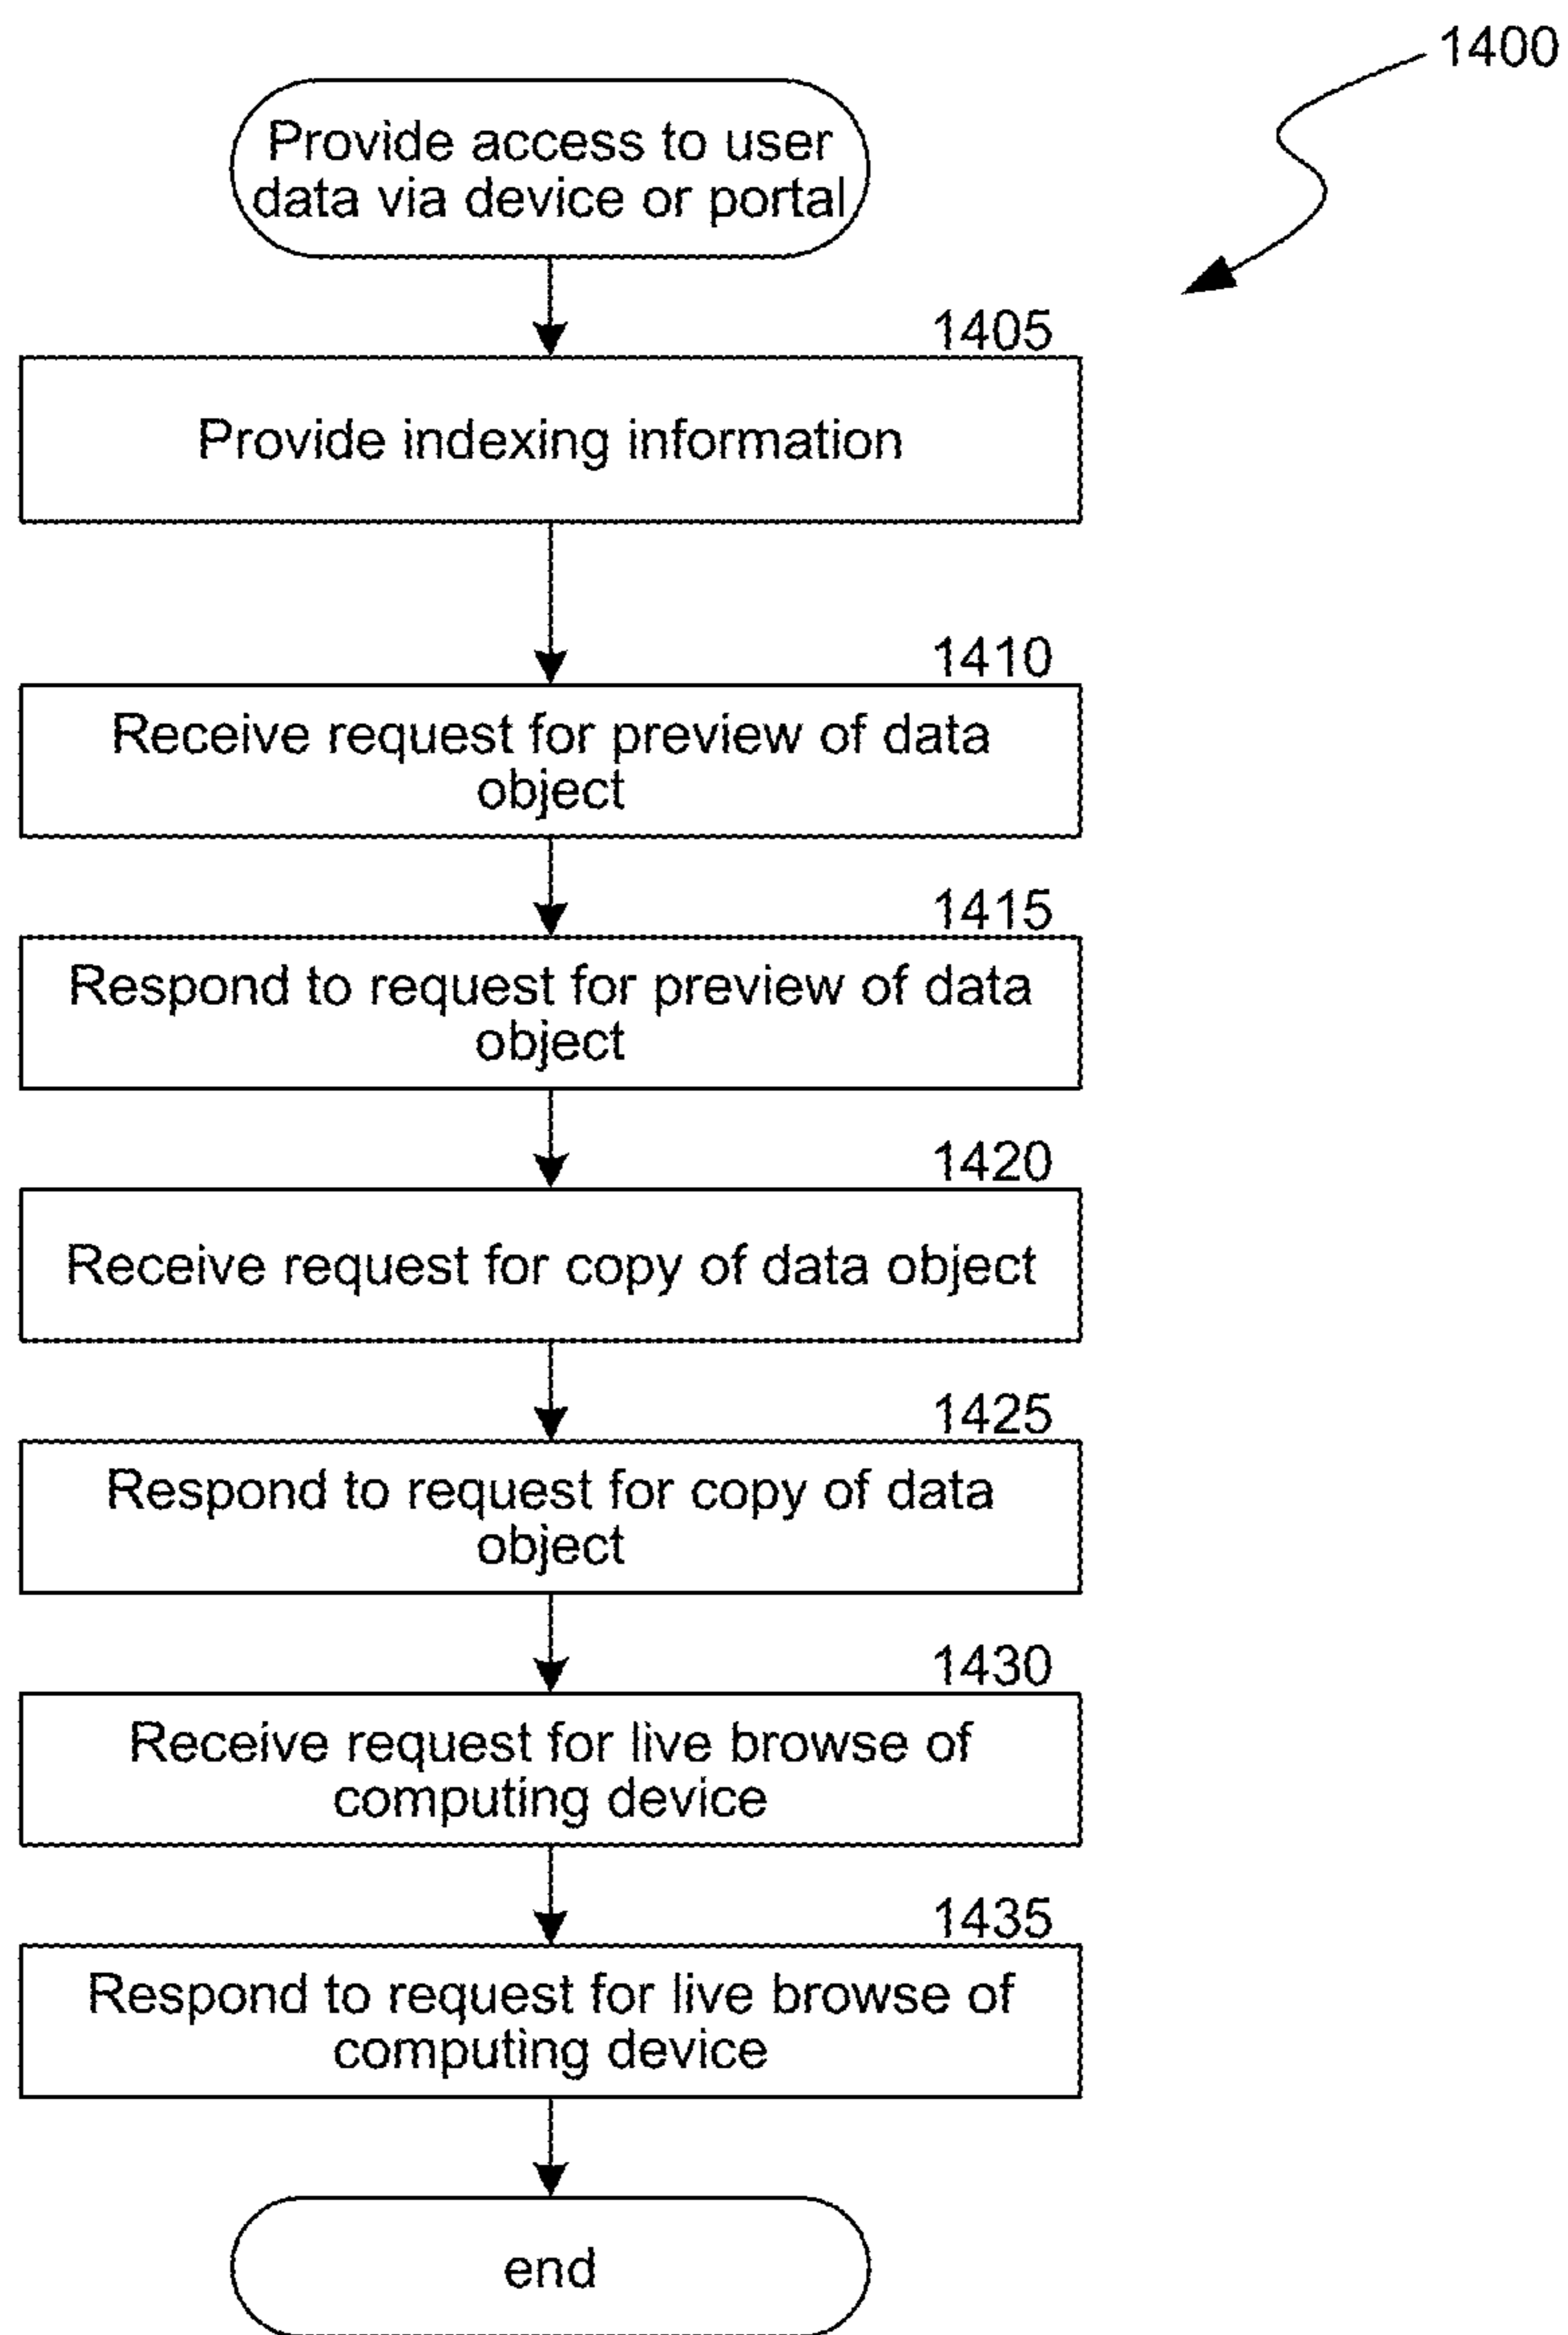 1400
Provide access to user
data via device or portal
1405
Provide indexing information
1410
Receive request for preview of data
object
1415
Respond to request for preview of data
object
1420
Receive request for copy of data object
1425
Respond to request for copy of data
object
1430
Receive request for live browse of
computing device
1435
Respond to request for live browse of
computing device
end